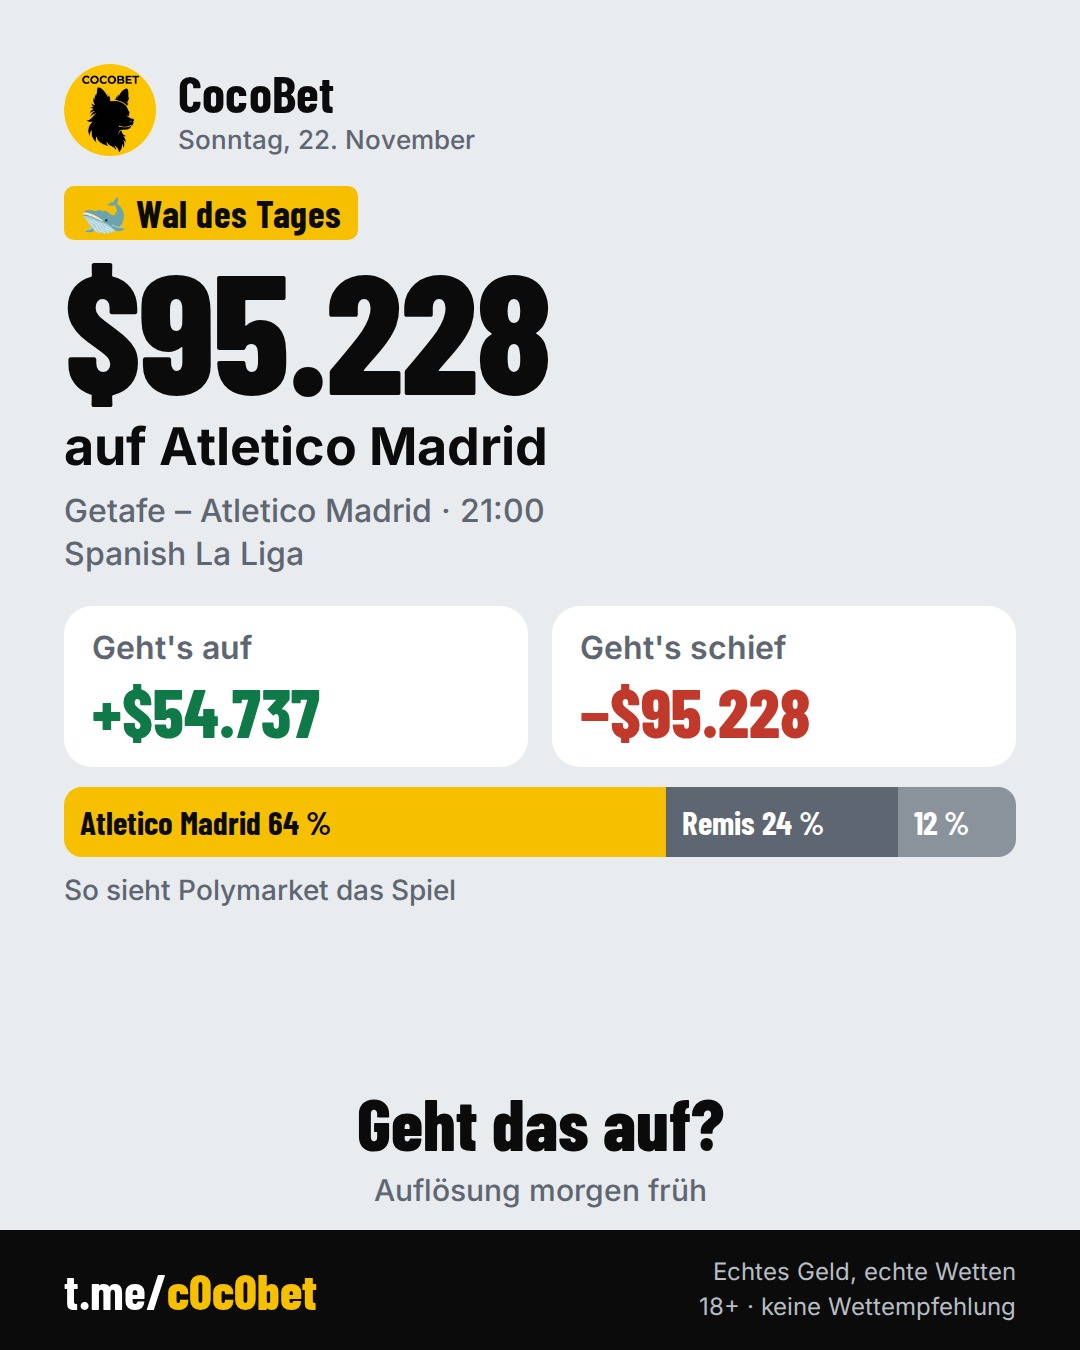 COCOBET
CocoBet
Sonntag, 22. November
🐳 Wal des Tages
$95.228
auf Atletico Madrid
Getafe – Atletico Madrid · 21:00
Spanish La Liga
Geht's auf
+$54.737
Geht's schief
–$95.228
Atletico Madrid 64 %
Remis 24 %
12 %
So sieht Polymarket das Spiel
Geht das auf?
Auflösung morgen früh
t.me/c0c0bet
Echtes Geld, echte Wetten
18+ · keine Wettempfehlung